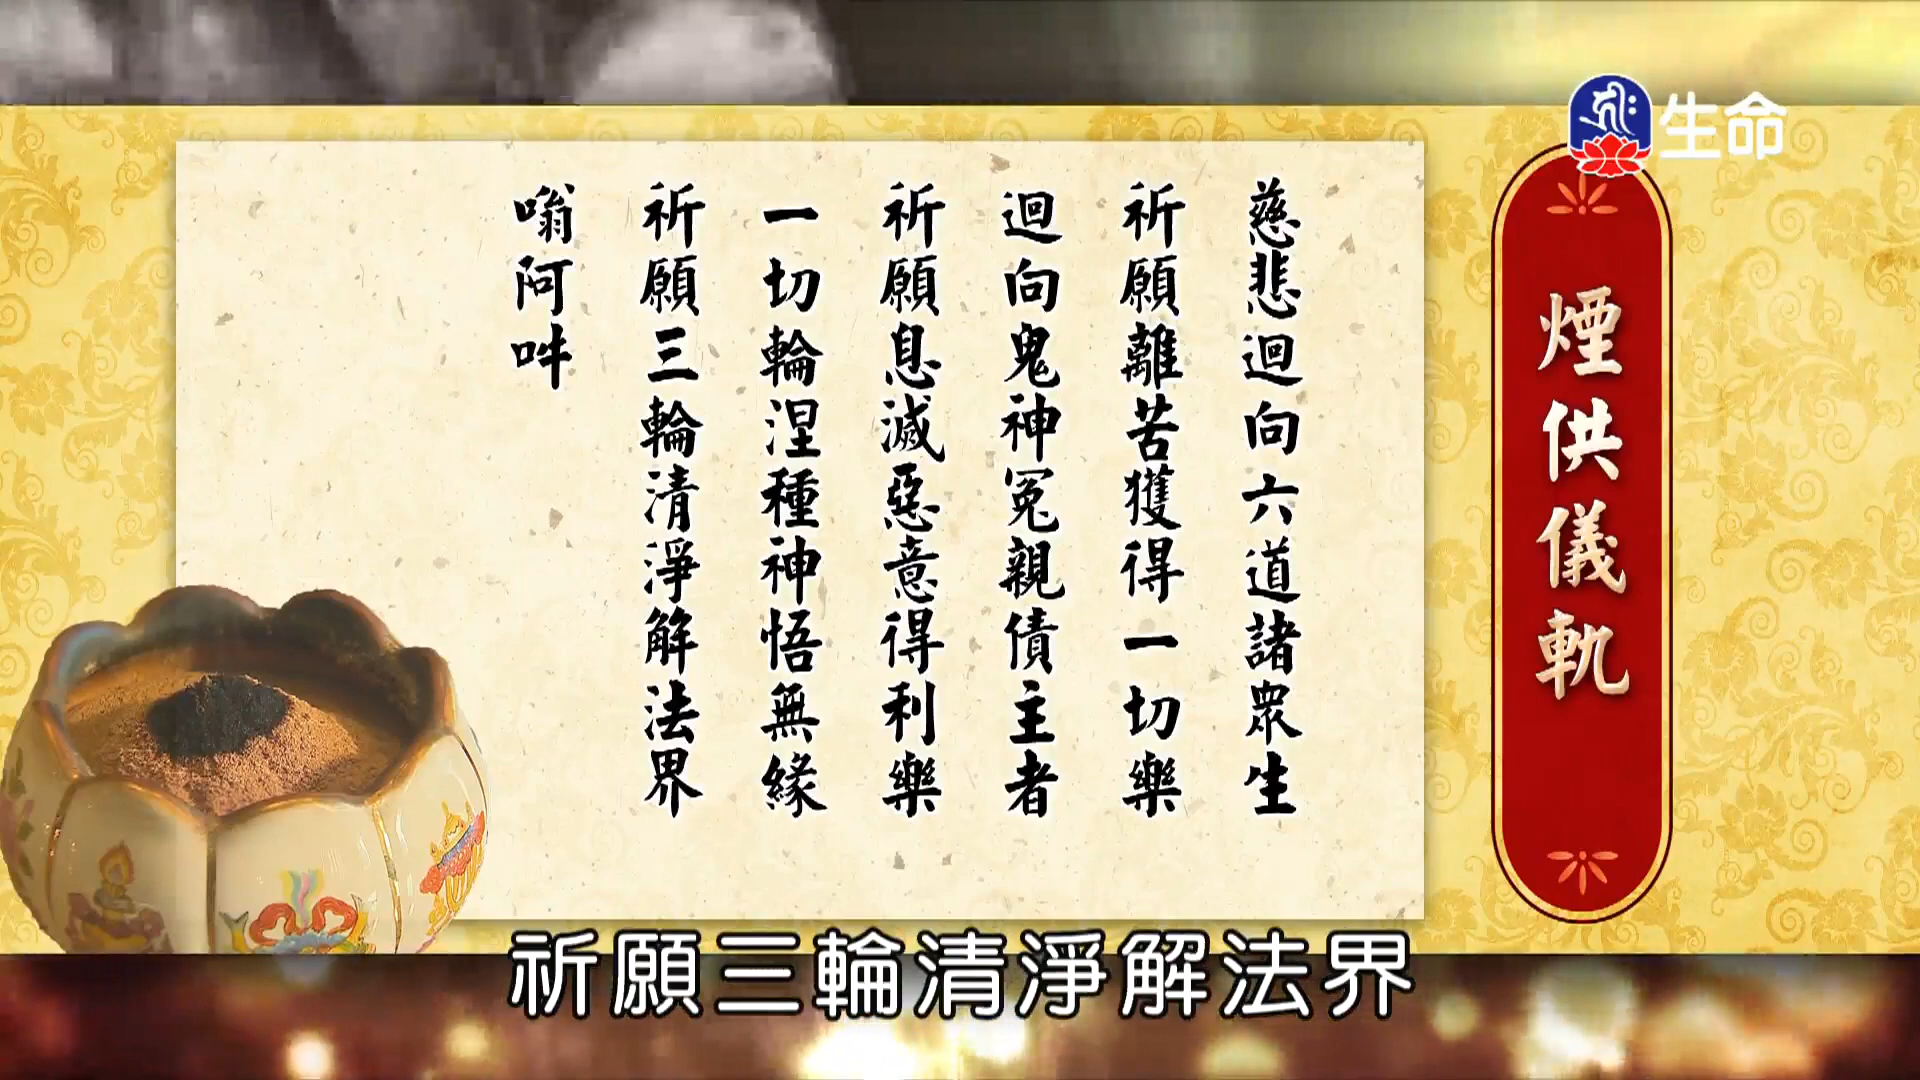 慈悲迴向六道諸眾生
祈願離苦獲得一切樂
迴向鬼神冤親債主者
祈願息滅惡意得利樂
一切輪涅種神悟無緣
祈願三輪清淨解法界
嗡阿吽
煙供儀軌
生命
祈願三輪清淨解法界